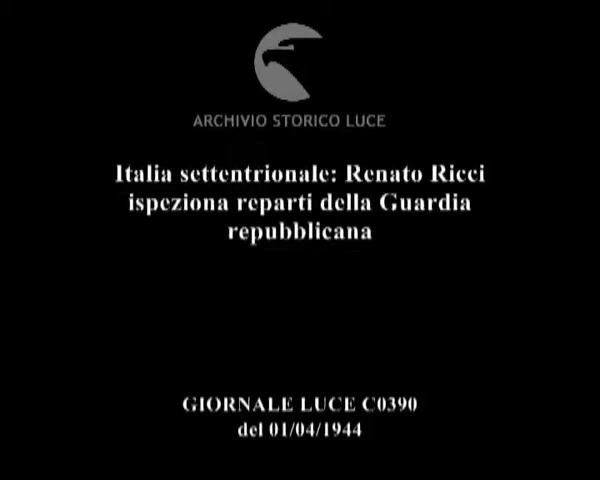 ARCHIVIO STORICO LUCE
Italia settentrionale: Renato Ricci
ispeziona reparti della Guardia
repubblicana
GIORNALE LUCE C0390
del 01/04/1944